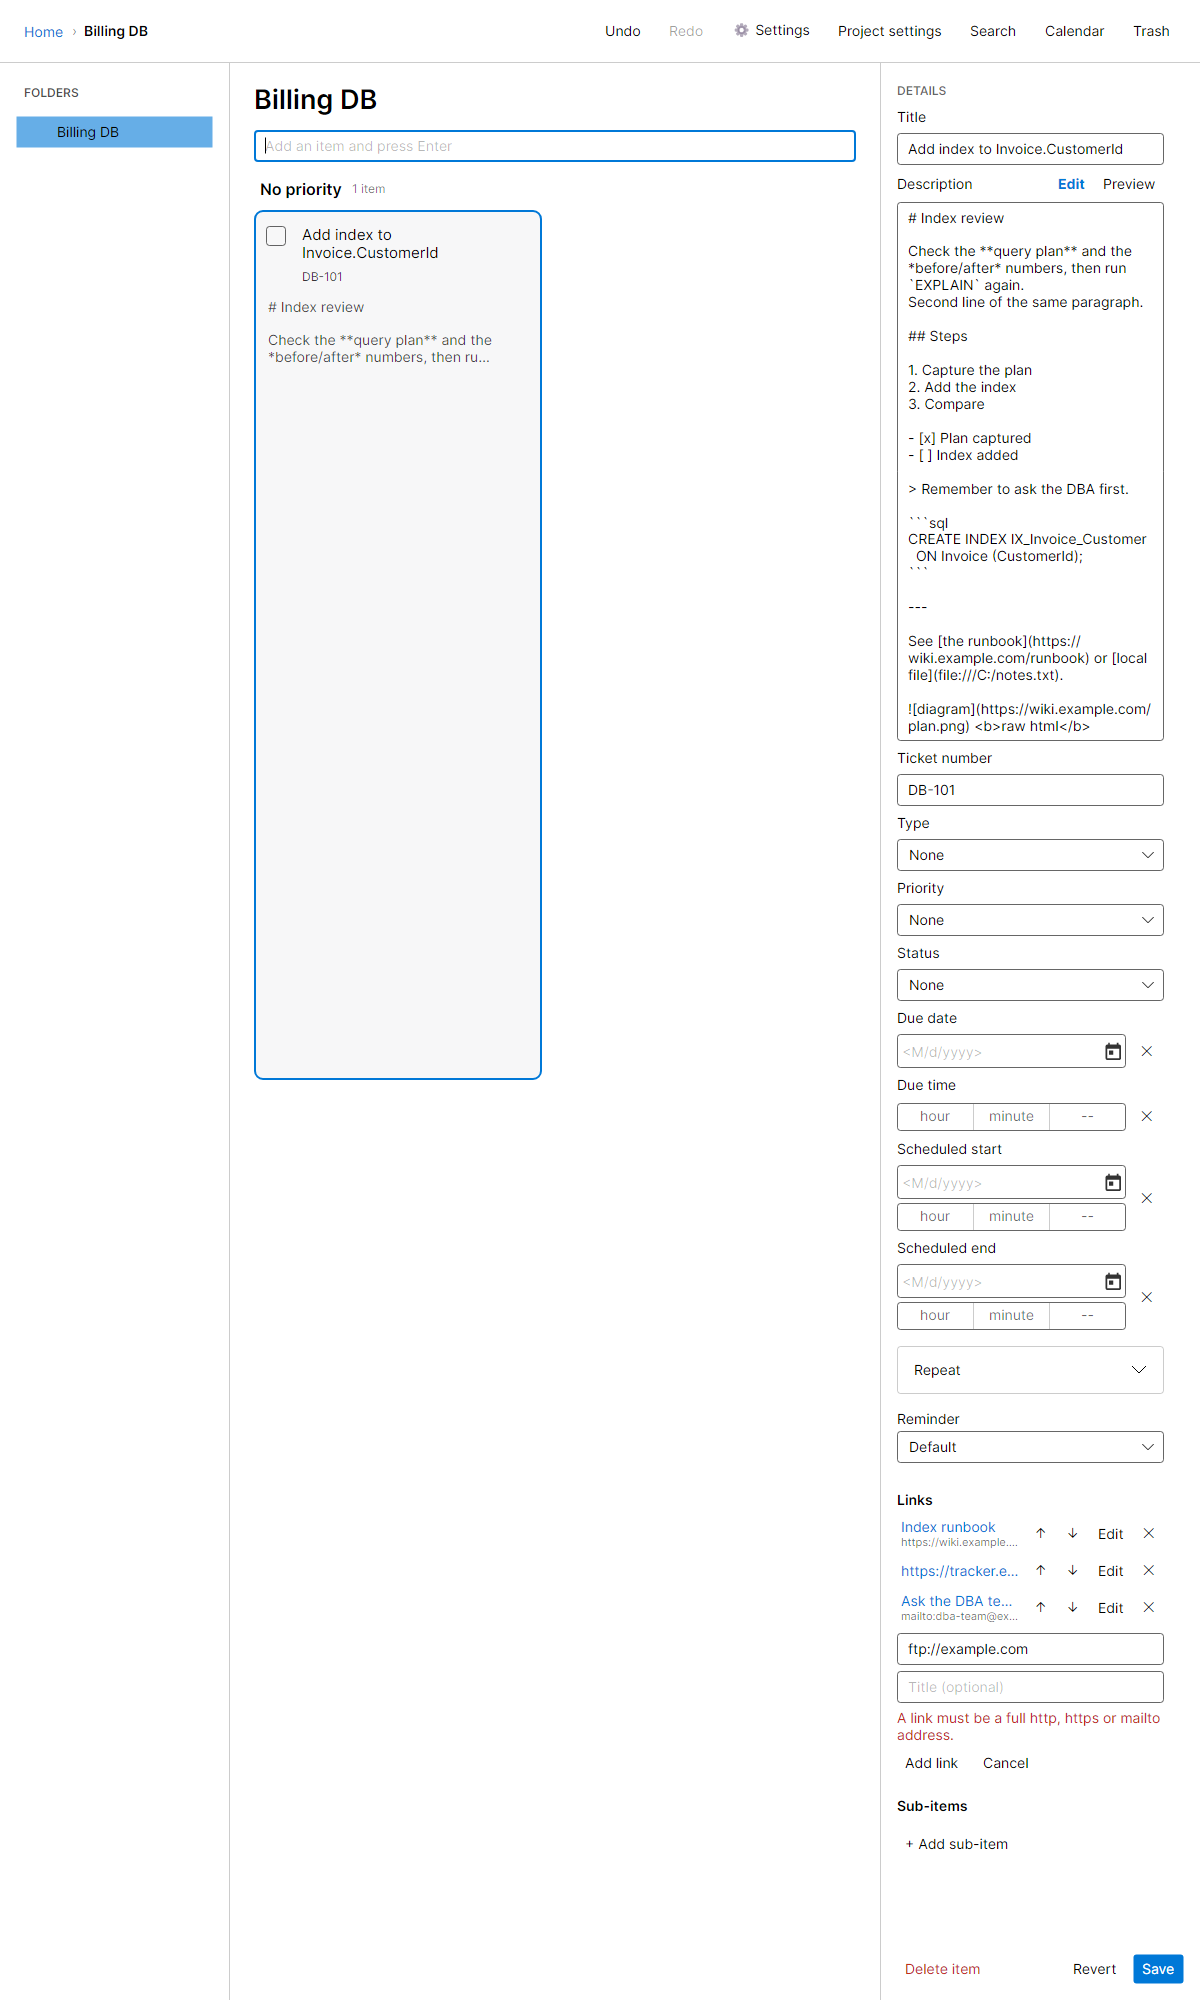 Home › Billing DB
Undo
Redo
Settings
Project settings
Search
Calendar
Trash
FOLDERS
Billing DB
Billing DB
Add an item and press Enter
No priority 1 item
Add index to
Invoice.CustomerId
DB-101
# Index review
Check the **query plan** and the
*before/after* numbers, then ru...
DETAILS
Title
Add index to Invoice.CustomerId
Description
Edit
Preview
# Index review
Check the **query plan** and the
*before/after* numbers, then run
`EXPLAIN` again.
Second line of the same paragraph.
## Steps
1. Capture the plan
2. Add the index
3. Compare
- [x] Plan captured
- [ ] Index added
> Remember to ask the DBA first.
```sql
CREATE INDEX IX_Invoice_Customer
ON Invoice (CustomerId);
```
---
See [the runbook](https://
wiki.example.com/runbook) or [local
file](file:///C:/notes.txt).
![diagram](https://wiki.example.com/
plan.png) <b>raw html</b>
Ticket number
DB-101
Type
None
Priority
None
Status
None
Due date
<M/d/yyyy>
Due time
hour minute --
Scheduled start
<M/d/yyyy>
hour minute --
Scheduled end
<M/d/yyyy>
hour minute --
Repeat
Reminder
Default
Links
Index runbook
https://wiki.example....
↑ ↓ Edit ×
https://tracker.e...
↑ ↓ Edit ×
Ask the DBA te...
mailto:dba-team@ex...
↑ ↓ Edit ×
ftp://example.com
Title (optional)
A link must be a full http, https or mailto
address.
Add link
Cancel
Sub-items
+ Add sub-item
Delete item
Revert
Save